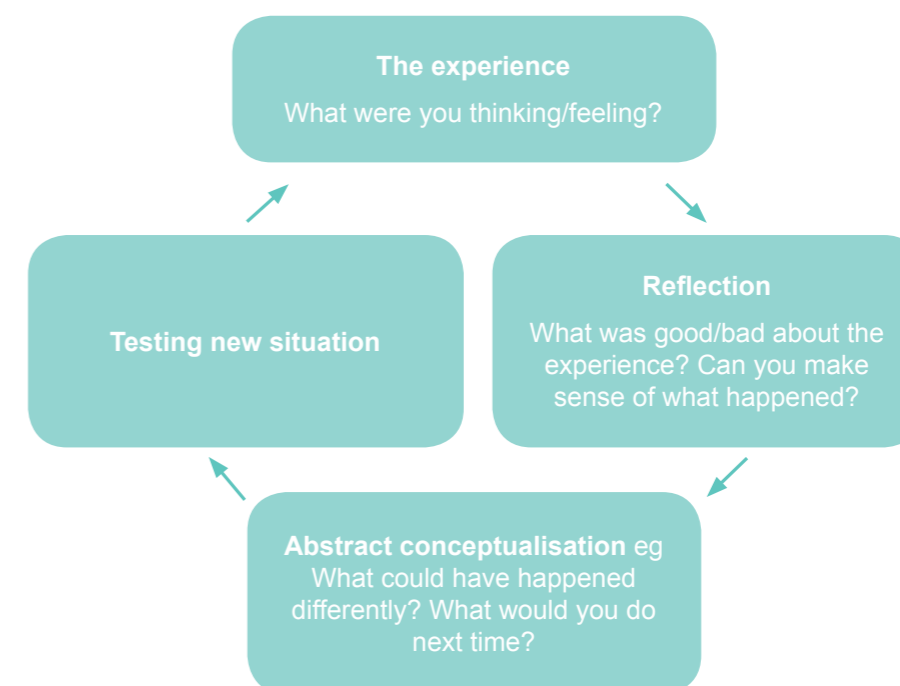 The experience
What were you thinking/feeling?
Testing new situation
Reflection
What was good/bad about the
experience? Can you make
sense of what happened?
Abstract conceptualisation eg
What could have happened
differently? What would you do
next time?